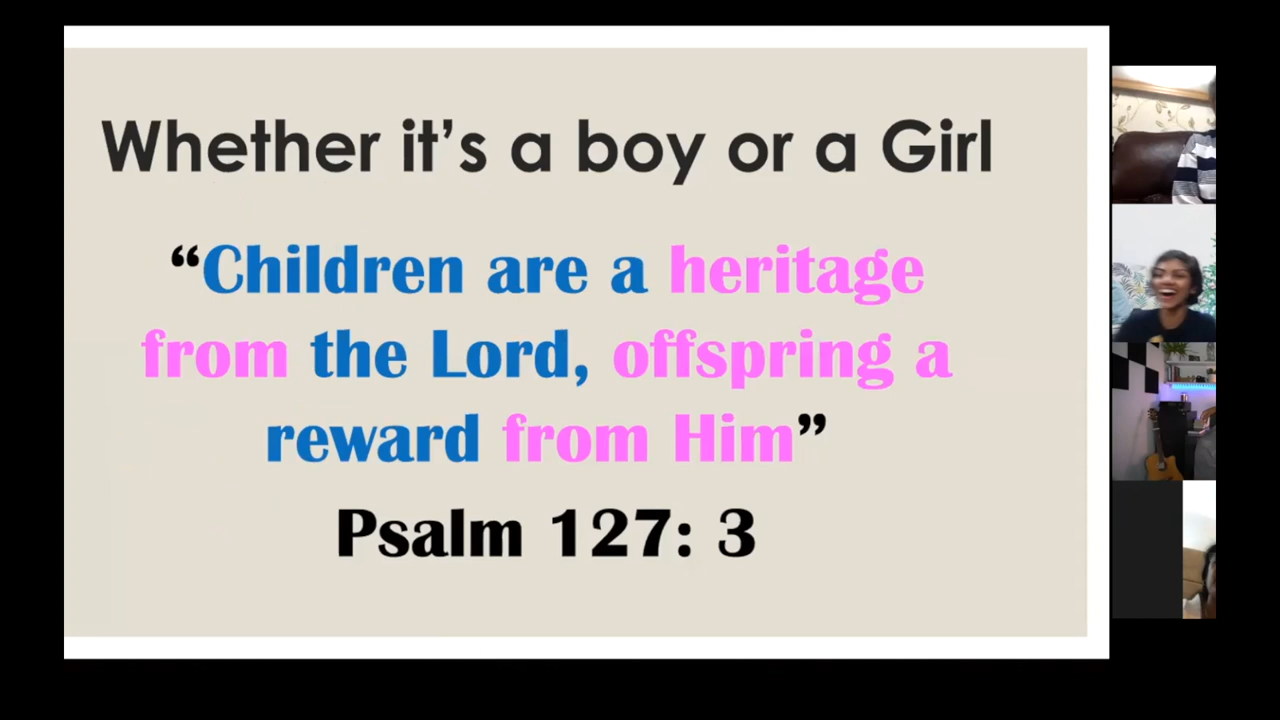 Whether it’s a boy or a Girl
“Children are a heritage
from the Lord, offspring a
reward from Him”
Psalm 127: 3